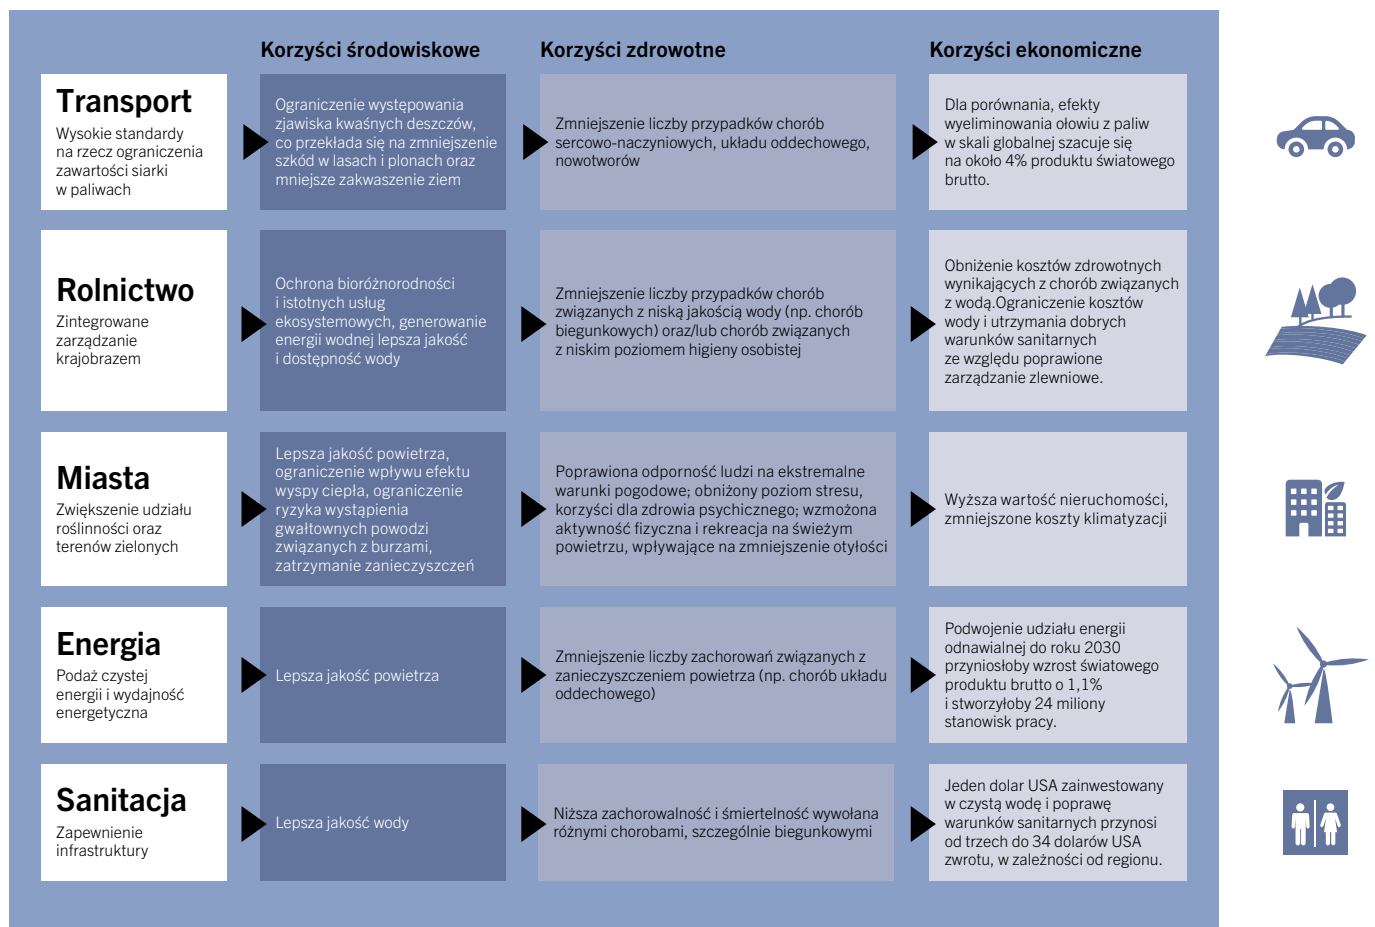 Korzyści środowiskowe
Korzyści zdrowotne
Korzyści ekonomiczne
Transport
Wysokie standardy
na rzecz ograniczenia
zawartości siarki
w paliwach
Ograniczenie występowania
zjawiska kwaśnych deszczów,
co przekłada się na zmniejszenie
szkód w lasach i plonach oraz
mniejsze zakwaszenie ziem
Zmniejszenie liczby przypadków chorób
sercowo-naczyniowych, układu oddechowego,
nowotworów
Dla porównania, efekty
wyeliminowania ołowiu z paliw
w skali globalnej szacuje się
na około 4% produktu światowego
brutto.
Rolnictwo
Zintegrowane
zarządzanie
krajobrazem
Ochrona bioróżnorodności
i istotnych usług
ekosystemowych, generowanie
energii wodnej lepsza jakość
i dostępność wody
Zmniejszenie liczby przypadków chorób
związanych z niską jakością wody (np. chorób
biegunkowych) oraz/lub chorób związanych
z niskim poziomem higieny osobistej
Obniżenie kosztów zdrowotnych
wynikających z chorób związanych
z wodą.Ograniczenie kosztów
wody i utrzymania dobrych
warunków sanitarnych
ze względu poprawione
zarządzanie zlewniowe.
Miasta
Zwiększenie udziału
roślinności oraz
terenów zielonych
Lepsza jakość powietrza,
ograniczenie wpływu efektu
wyspy ciepła, ograniczenie
ryzyka wystąpienia
gwałtownych powodzi
związanych z burzami,
zatrzymanie zanieczyszczeń
Poprawiona odporność ludzi na ekstremalne
warunki pogodowe; obniżony poziom stresu,
korzyści dla zdrowia psychicznego; wzmożona
aktywność fizyczna i rekreacja na świeżym
powietrzu, wpływające na zmniejszenie otyłości
Wyższa wartość nieruchomości,
zmniejszone koszty klimatyzacji
Energia
Podaż czystej
energii i wydajność
energetyczna
Lepsza jakość powietrza
Zmniejszenie liczby zachorowań związanych z
zanieczyszczeniem powietrza (np. chorób układu
oddechowego)
Podwojenie udziału energii
odnawialnej do roku 2030
przyniosłoby wzrost światowego
produktu brutto o 1,1%
i stworzyłoby 24 miliony
stanowisk pracy.
Sanitacja
Zapewnienie
infrastruktury
Lepsza jakość wody
Niższa zachorowalność i śmiertelność wywołana
różnymi chorobami, szczególnie biegunkowymi
Jeden dolar USA zainwestowany
w czystą wodę i poprawę
warunków sanitarnych przynosi
od trzech do 34 dolarów USA
zwrotu, w zależności od regionu.